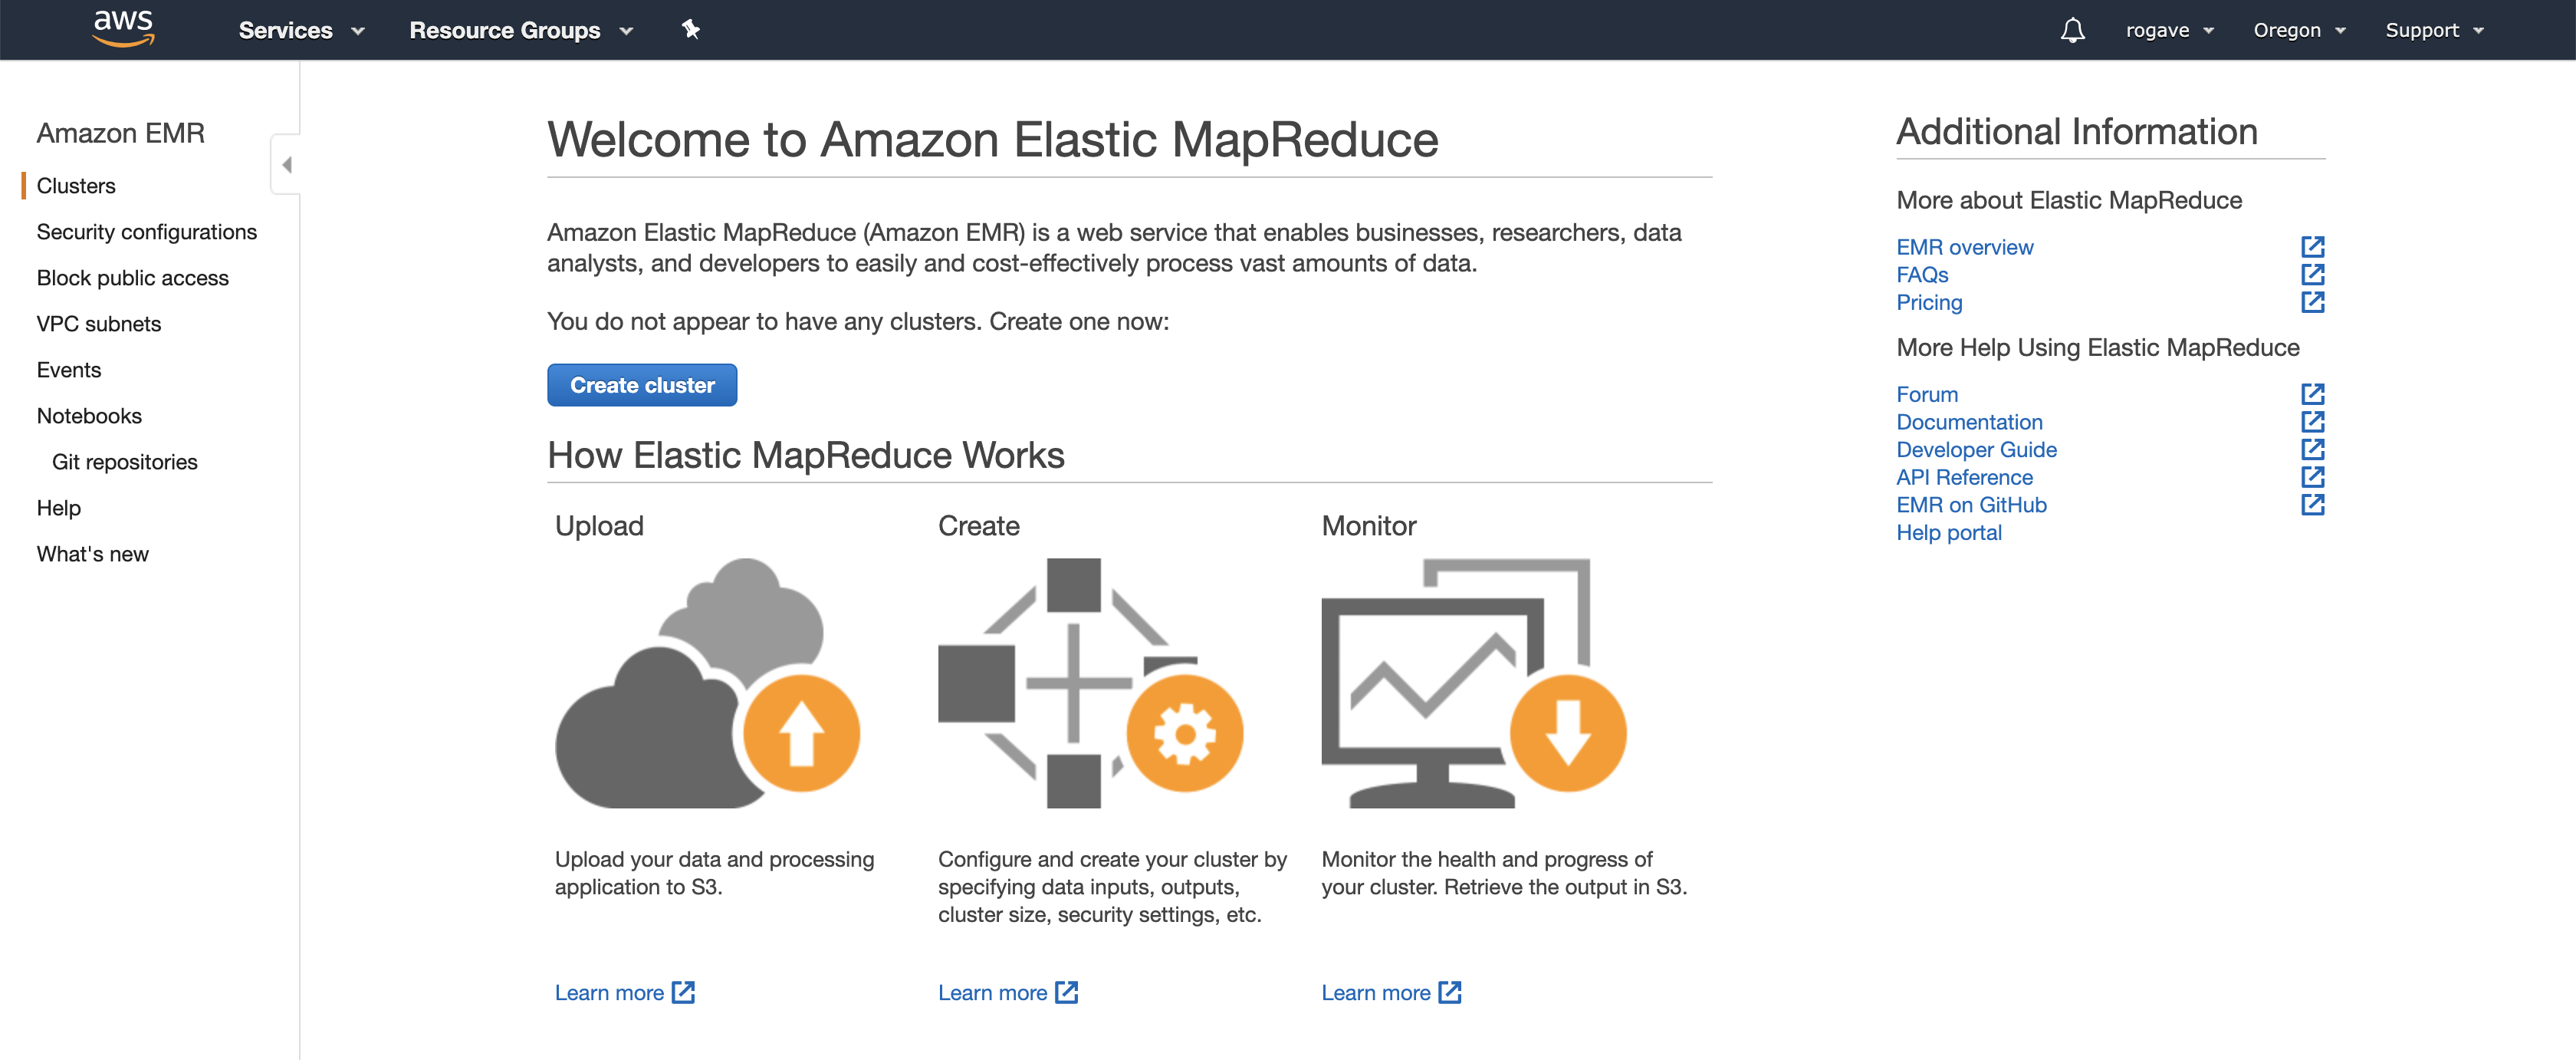 aws Services Resource Groups rogave Oregon Support
Amazon EMR
Clusters
Security configurations
Block public access
VPC subnets
Events
Notebooks
Git repositories
Help
What's new
Welcome to Amazon Elastic MapReduce
Amazon Elastic MapReduce (Amazon EMR) is a web service that enables businesses, researchers, data
analysts, and developers to easily and cost-effectively process vast amounts of data.
You do not appear to have any clusters. Create one now:
Create cluster
How Elastic MapReduce Works
Upload
Upload your data and processing
application to S3.
Learn more
Create
Configure and create your cluster by
specifying data inputs, outputs,
cluster size, security settings, etc.
Learn more
Monitor
Monitor the health and progress of
your cluster. Retrieve the output in S3.
Learn more
Additional Information
More about Elastic MapReduce
EMR overview
FAQs
Pricing
More Help Using Elastic MapReduce
Forum
Documentation
Developer Guide
API Reference
EMR on GitHub
Help portal